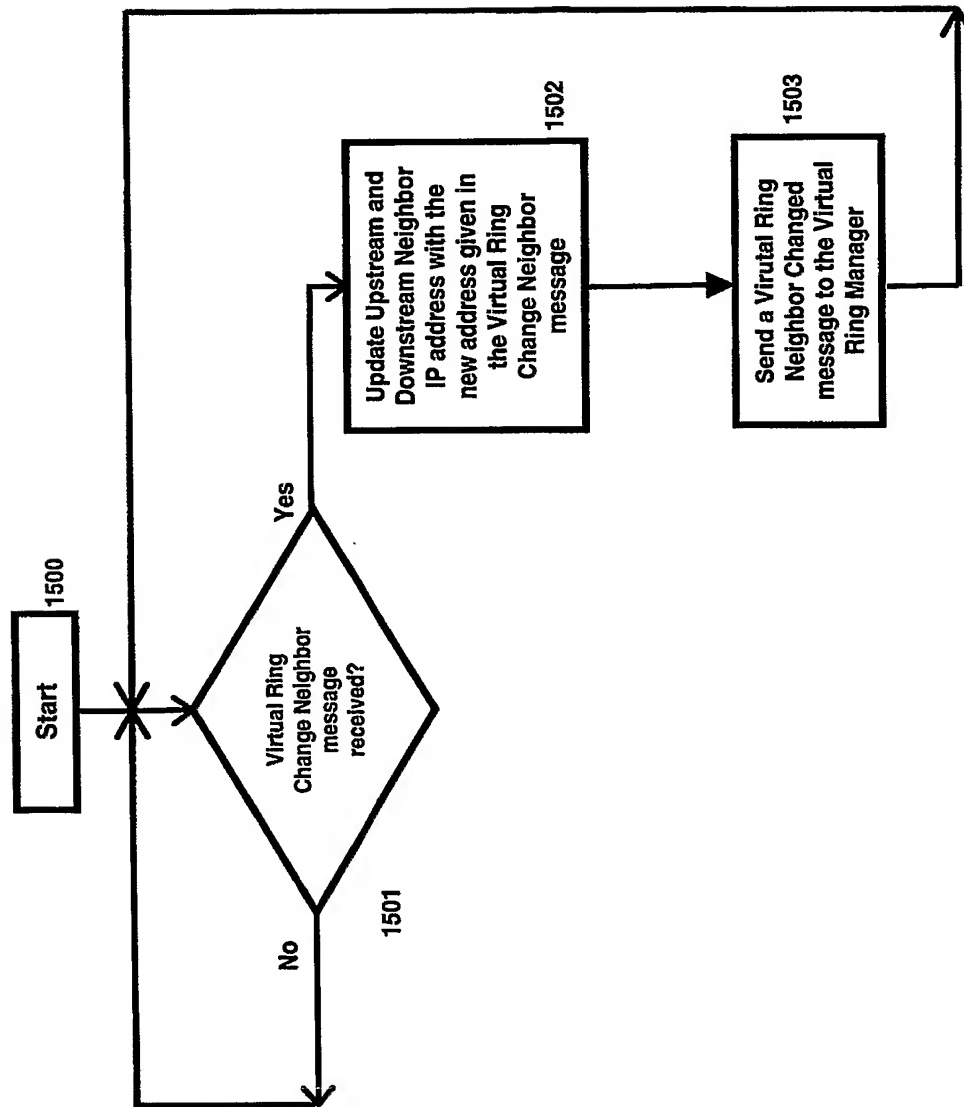 Start
1500
Virtual Ring
Change Neighbor
message
received?
1501
No
Yes
Update Upstream and
Downstream Neighbor
IP address with the
new address given in
the Virtual Ring
Change Neighbor
message
1502
Send a Virutal Ring
Neighbor Changed
message to the Virtual
Ring Manager
1503